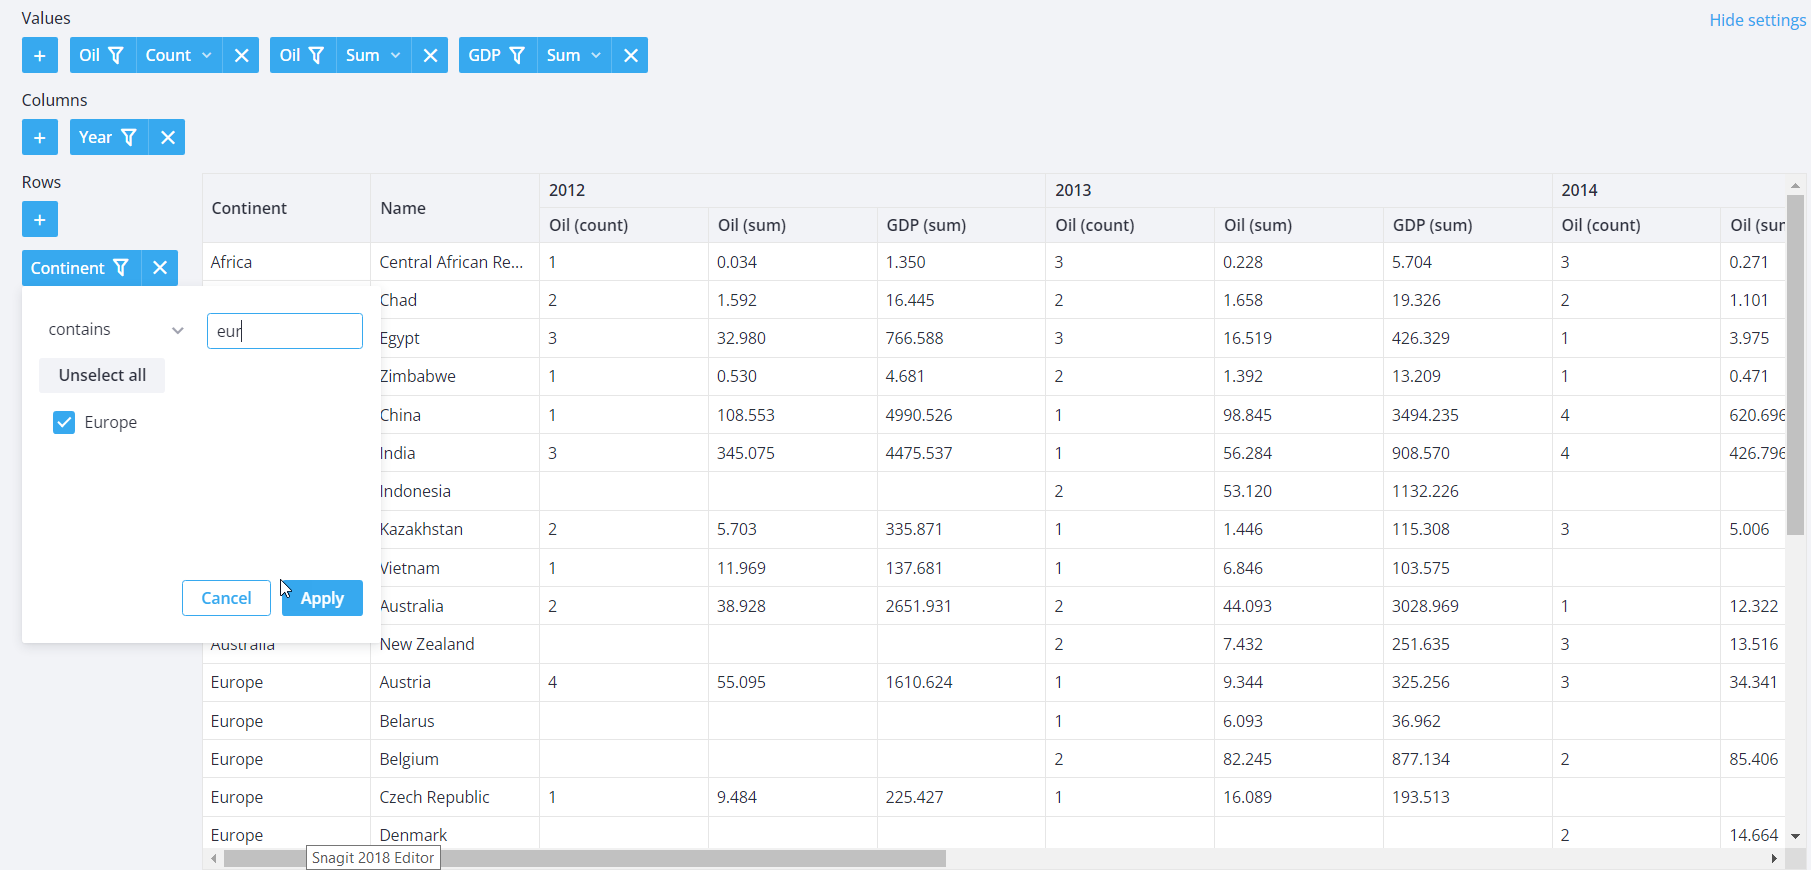 Values
Hide settings
+ Oil Count Oil Sum GDP Sum
Columns
+ Year
Rows
+
Continent
contains eur
Unselect all
Europe
Cancel Apply
Continent Name 2012 2013 2014
Oil (count) Oil (sum) GDP (sum) Oil (count) Oil (sum) GDP (sum) Oil (count) Oil (sur
Africa Central African Re... 1 0.034 1.350 3 0.228 5.704 3 0.271
Chad 2 1.592 16.445 2 1.658 19.326 2 1.101
Egypt 3 32.980 766.588 3 16.519 426.329 1 3.975
Zimbabwe 1 0.530 4.681 2 1.392 13.209 1 0.471
China 1 108.553 4990.526 1 98.845 3494.235 4 620.696
India 3 345.075 4475.537 1 56.284 908.570 4 426.796
Indonesia 2 53.120 1132.226
Kazakhstan 2 5.703 335.871 1 1.446 115.308 3 5.006
Vietnam 1 11.969 137.681 1 6.846 103.575
Australia 2 38.928 2651.931 2 44.093 3028.969 1 12.322
Australia New Zealand 2 7.432 251.635 3 13.516
Europe Austria 4 55.095 1610.624 1 9.344 325.256 3 34.341
Europe Belarus 1 6.093 36.962
Europe Belgium 2 82.245 877.134 2 85.406
Europe Czech Republic 1 9.484 225.427 1 16.089 193.513
Europe Denmark 2 14.664
Snagit 2018 Editor